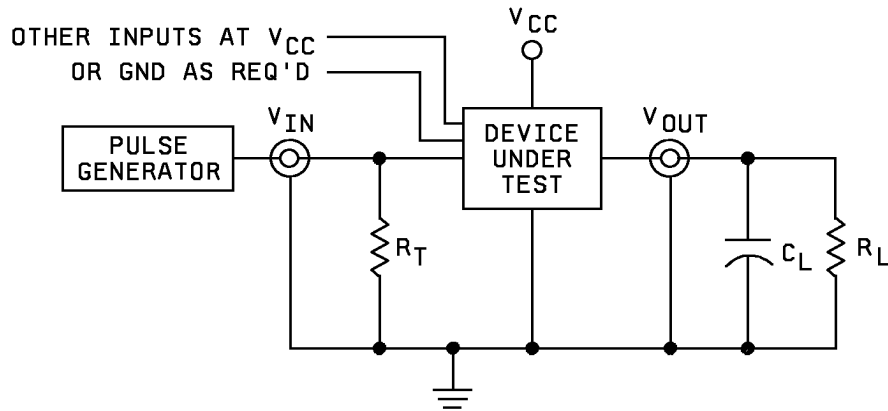 OTHER INPUTS AT VCC
OR GND AS REQ'D
VCC
VIN
PULSE
GENERATOR
DEVICE
UNDER
TEST
VOUT
RT
CL
RL